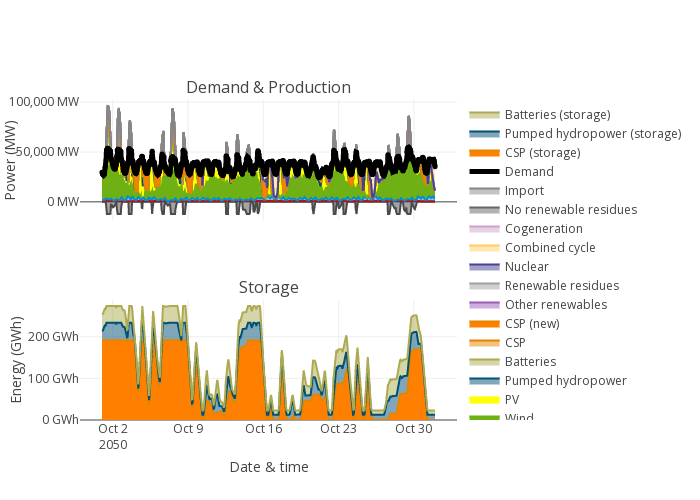 Demand & Production
100,000 MW
50,000 MW
0 MW
Power (MW)
Storage
200 GWh
100 GWh
0 GWh
Energy (GWh)
Oct 2
2050
Oct 9
Oct 16
Oct 23
Oct 30
Date & time
Batteries (storage)
Pumped hydropower (storage)
CSP (storage)
Demand
Import
No renewable residues
Cogeneration
Combined cycle
Nuclear
Renewable residues
Other renewables
CSP (new)
CSP
Batteries
Pumped hydropower
PV
Wind